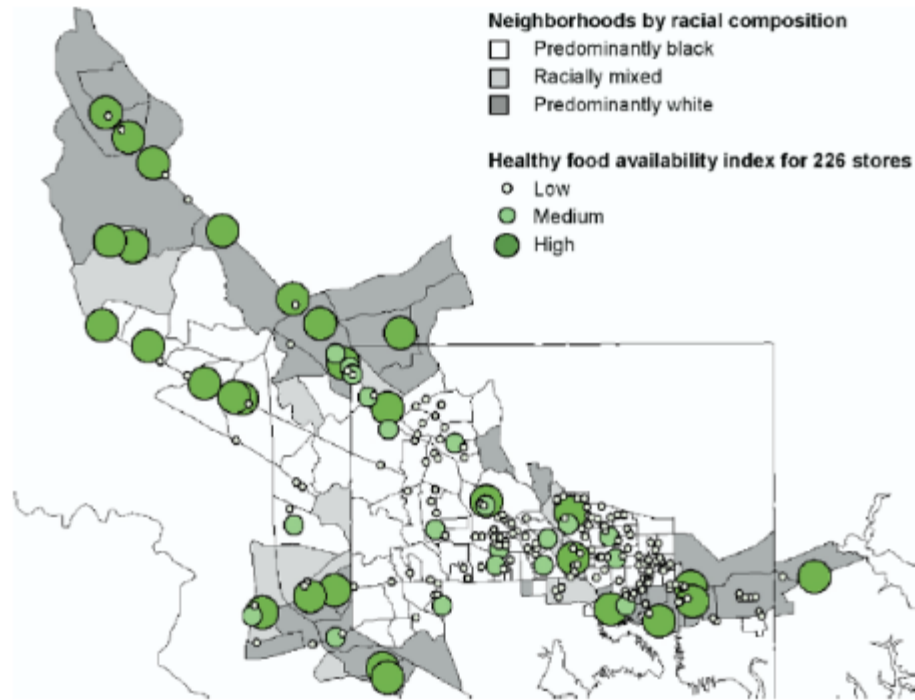 Neighborhoods by racial composition
Predominantly black
Racially mixed
Predominantly white
Healthy food availability index for 226 stores
Low
Medium
High